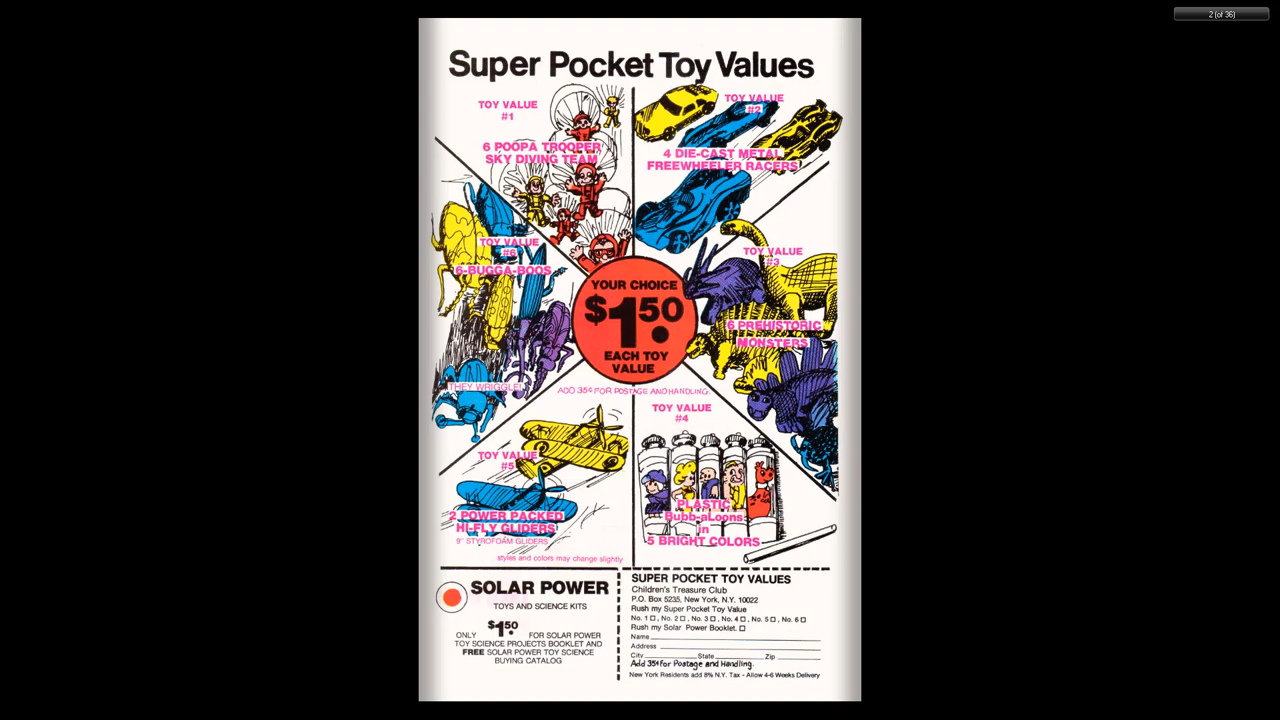 2 (of 36)
Super Pocket Toy Values
TOY VALUE
#1
6 POOPA TROOPER
SKY DIVING TEAM
TOY VALUE
#2
4 DIE-CAST METAL
FREEWHEELER RACERS
TOY VALUE
#6
6-BUGGA-BOOS
THEY WRIGGLE!
YOUR CHOICE
$1.50
EACH TOY
VALUE
ADD 35¢ FOR POSTAGE AND HANDLING.
TOY VALUE
#3
6 PREHISTORIC
MONSTERS
TOY VALUE
#5
2 POWER PACKED
HI-FLY GLIDERS
9" STYROFOAM GLIDERS
TOY VALUE
#4
PLASTIC
Bubb-aLoons
in
5 BRIGHT COLORS
styles and colors may change slightly
SOLAR POWER
TOYS AND SCIENCE KITS
ONLY $1.50 FOR SOLAR POWER
TOY SCIENCE PROJECTS BOOKLET AND
FREE SOLAR POWER TOY SCIENCE
BUYING CATALOG
SUPER POCKET TOY VALUES
Children's Treasure Club
P.O. Box 5235, New York, N.Y. 10022
Rush my Super Pocket Toy Value
No. 1 □, No. 2 □, No. 3 □, No. 4 □, No. 5 □, No. 6 □
Rush my Solar Power Booklet. □
Name
Address
City State Zip
Add 35¢ for Postage and Handling.
New York Residents add 8% N.Y. Tax - Allow 4-6 Weeks Delivery